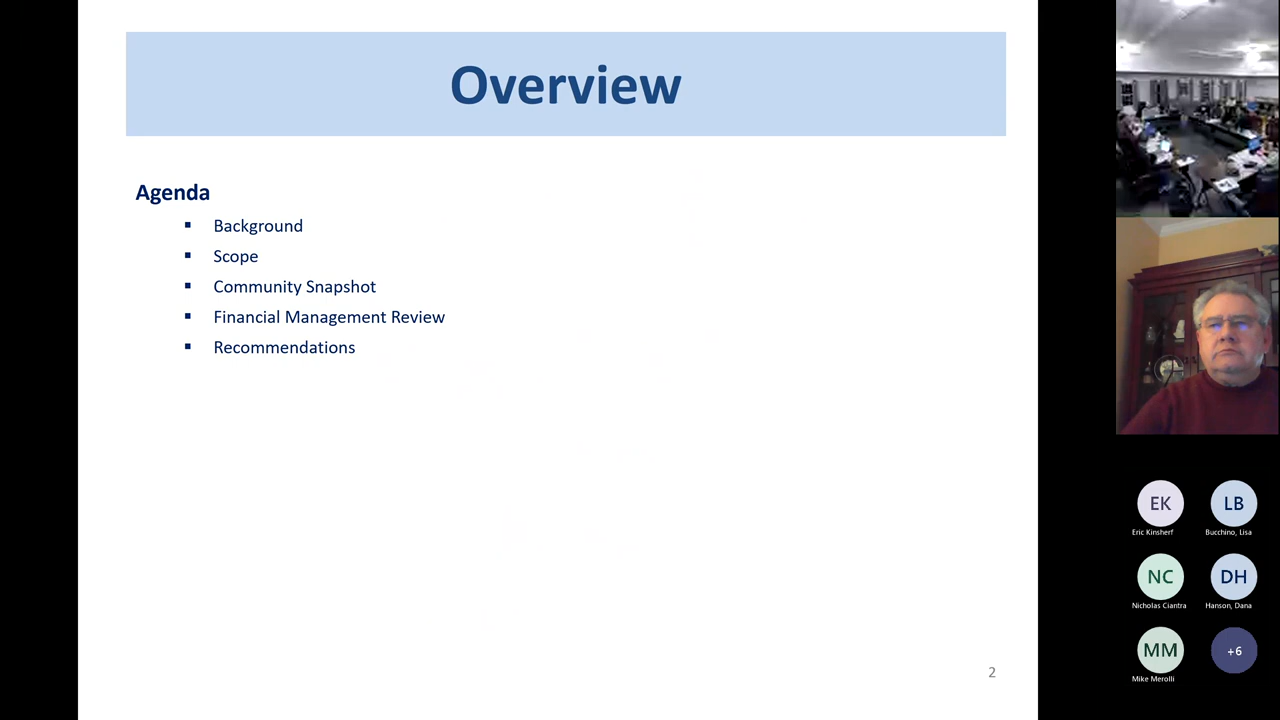 Overview
Agenda
Background
Scope
Community Snapshot
Financial Management Review
Recommendations
2
EK
LB
Eric Kinsherf
Bucchino, Lisa
NC
DH
Nicholas Ciantra
Hanson, Dana
MM
+6
Mike Merolli